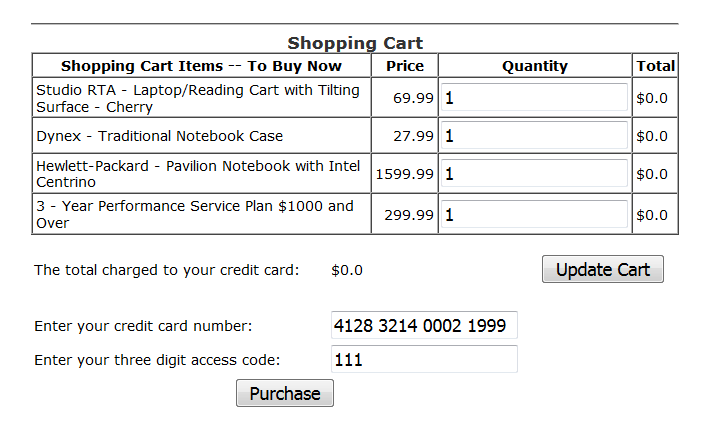 Shopping Cart
Shopping Cart Items -- To Buy Now Price Quantity Total
Studio RTA - Laptop/Reading Cart with Tilting
Surface - Cherry 69.99 1 $0.0
Dynex - Traditional Notebook Case 27.99 1 $0.0
Hewlett-Packard - Pavilion Notebook with Intel
Centrino 1599.99 1 $0.0
3 - Year Performance Service Plan $1000 and
Over 299.99 1 $0.0
The total charged to your credit card: $0.0 Update Cart
Enter your credit card number: 4128 3214 0002 1999
Enter your three digit access code: 111
Purchase